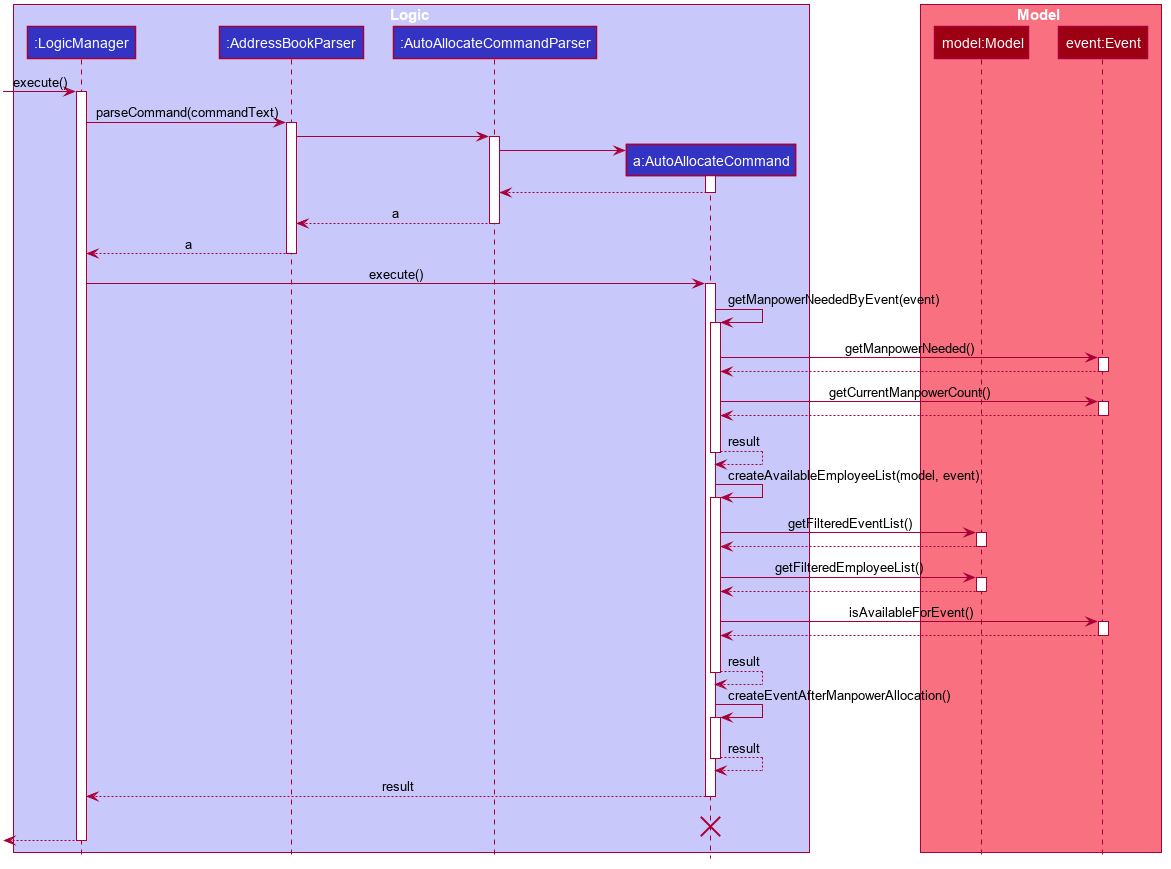 Logic
Model
:LogicManager
:AddressBookParser
:AutoAllocateCommandParser
model:Model
event:Event
execute()
parseCommand(commandText)
a:AutoAllocateCommand
a
a
execute()
getManpowerNeededByEvent(event)
getManpowerNeeded()
getCurrentManpowerCount()
result
createAvailableEmployeeList(model, event)
getFilteredEventList()
getFilteredEmployeeList()
isAvailableForEvent()
result
createEventAfterManpowerAllocation()
result
result